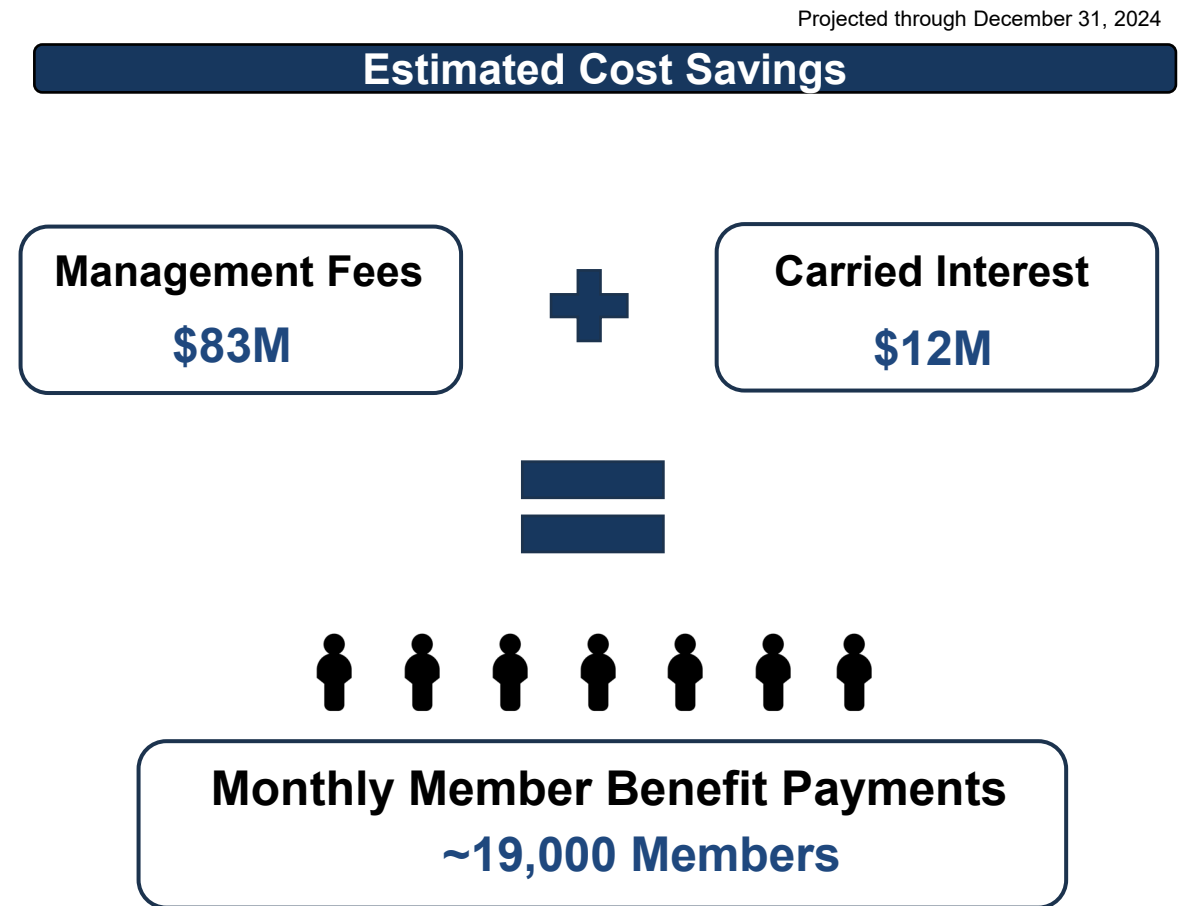 Projected through December 31, 2024
Estimated Cost Savings
Management Fees
$83M
Carried Interest
$12M
Monthly Member Benefit Payments
~19,000 Members